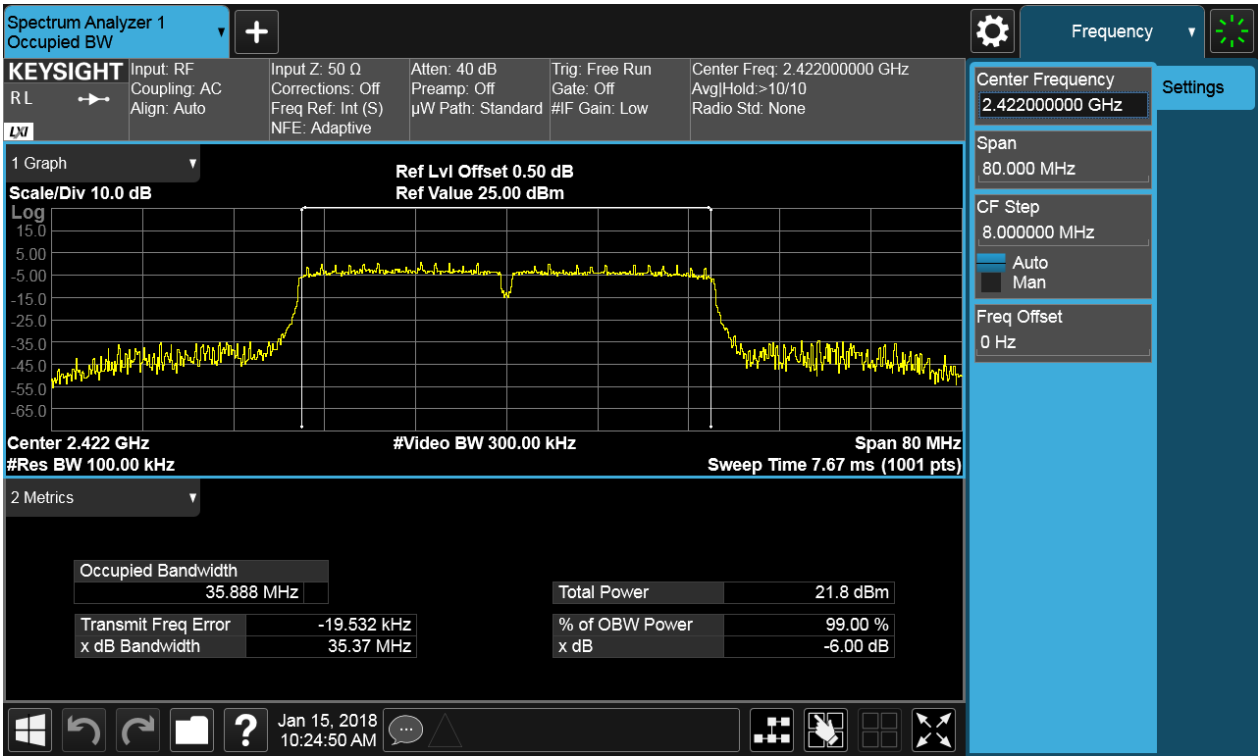 Spectrum Analyzer 1
Occupied BW
+
Frequency
KEYSIGHT
R L
LXI
Input: RF
Coupling: AC
Align: Auto
Input Z: 50 Ω
Corrections: Off
Freq Ref: Int (S)
NFE: Adaptive
Atten: 40 dB
Preamp: Off
µW Path: Standard
Trig: Free Run
Gate: Off
#IF Gain: Low
Center Freq: 2.422000000 GHz
Avg|Hold:>10/10
Radio Std: None
Center Frequency
2.422000000 GHz
Settings
Span
80.000 MHz
CF Step
8.000000 MHz
Auto
Man
Freq Offset
0 Hz
1 Graph
Ref Lvl Offset 0.50 dB
Scale/Div 10.0 dB
Ref Value 25.00 dBm
Log
15.0
5.00
-5.00
-15.0
-25.0
-35.0
-45.0
-55.0
-65.0
Center 2.422 GHz
#Video BW 300.00 kHz
Span 80 MHz
#Res BW 100.00 kHz
Sweep Time 7.67 ms (1001 pts)
2 Metrics
Occupied Bandwidth
35.888 MHz
Total Power 21.8 dBm
Transmit Freq Error -19.532 kHz
% of OBW Power 99.00 %
x dB Bandwidth 35.37 MHz
x dB -6.00 dB
?
Jan 15, 2018
10:24:50 AM